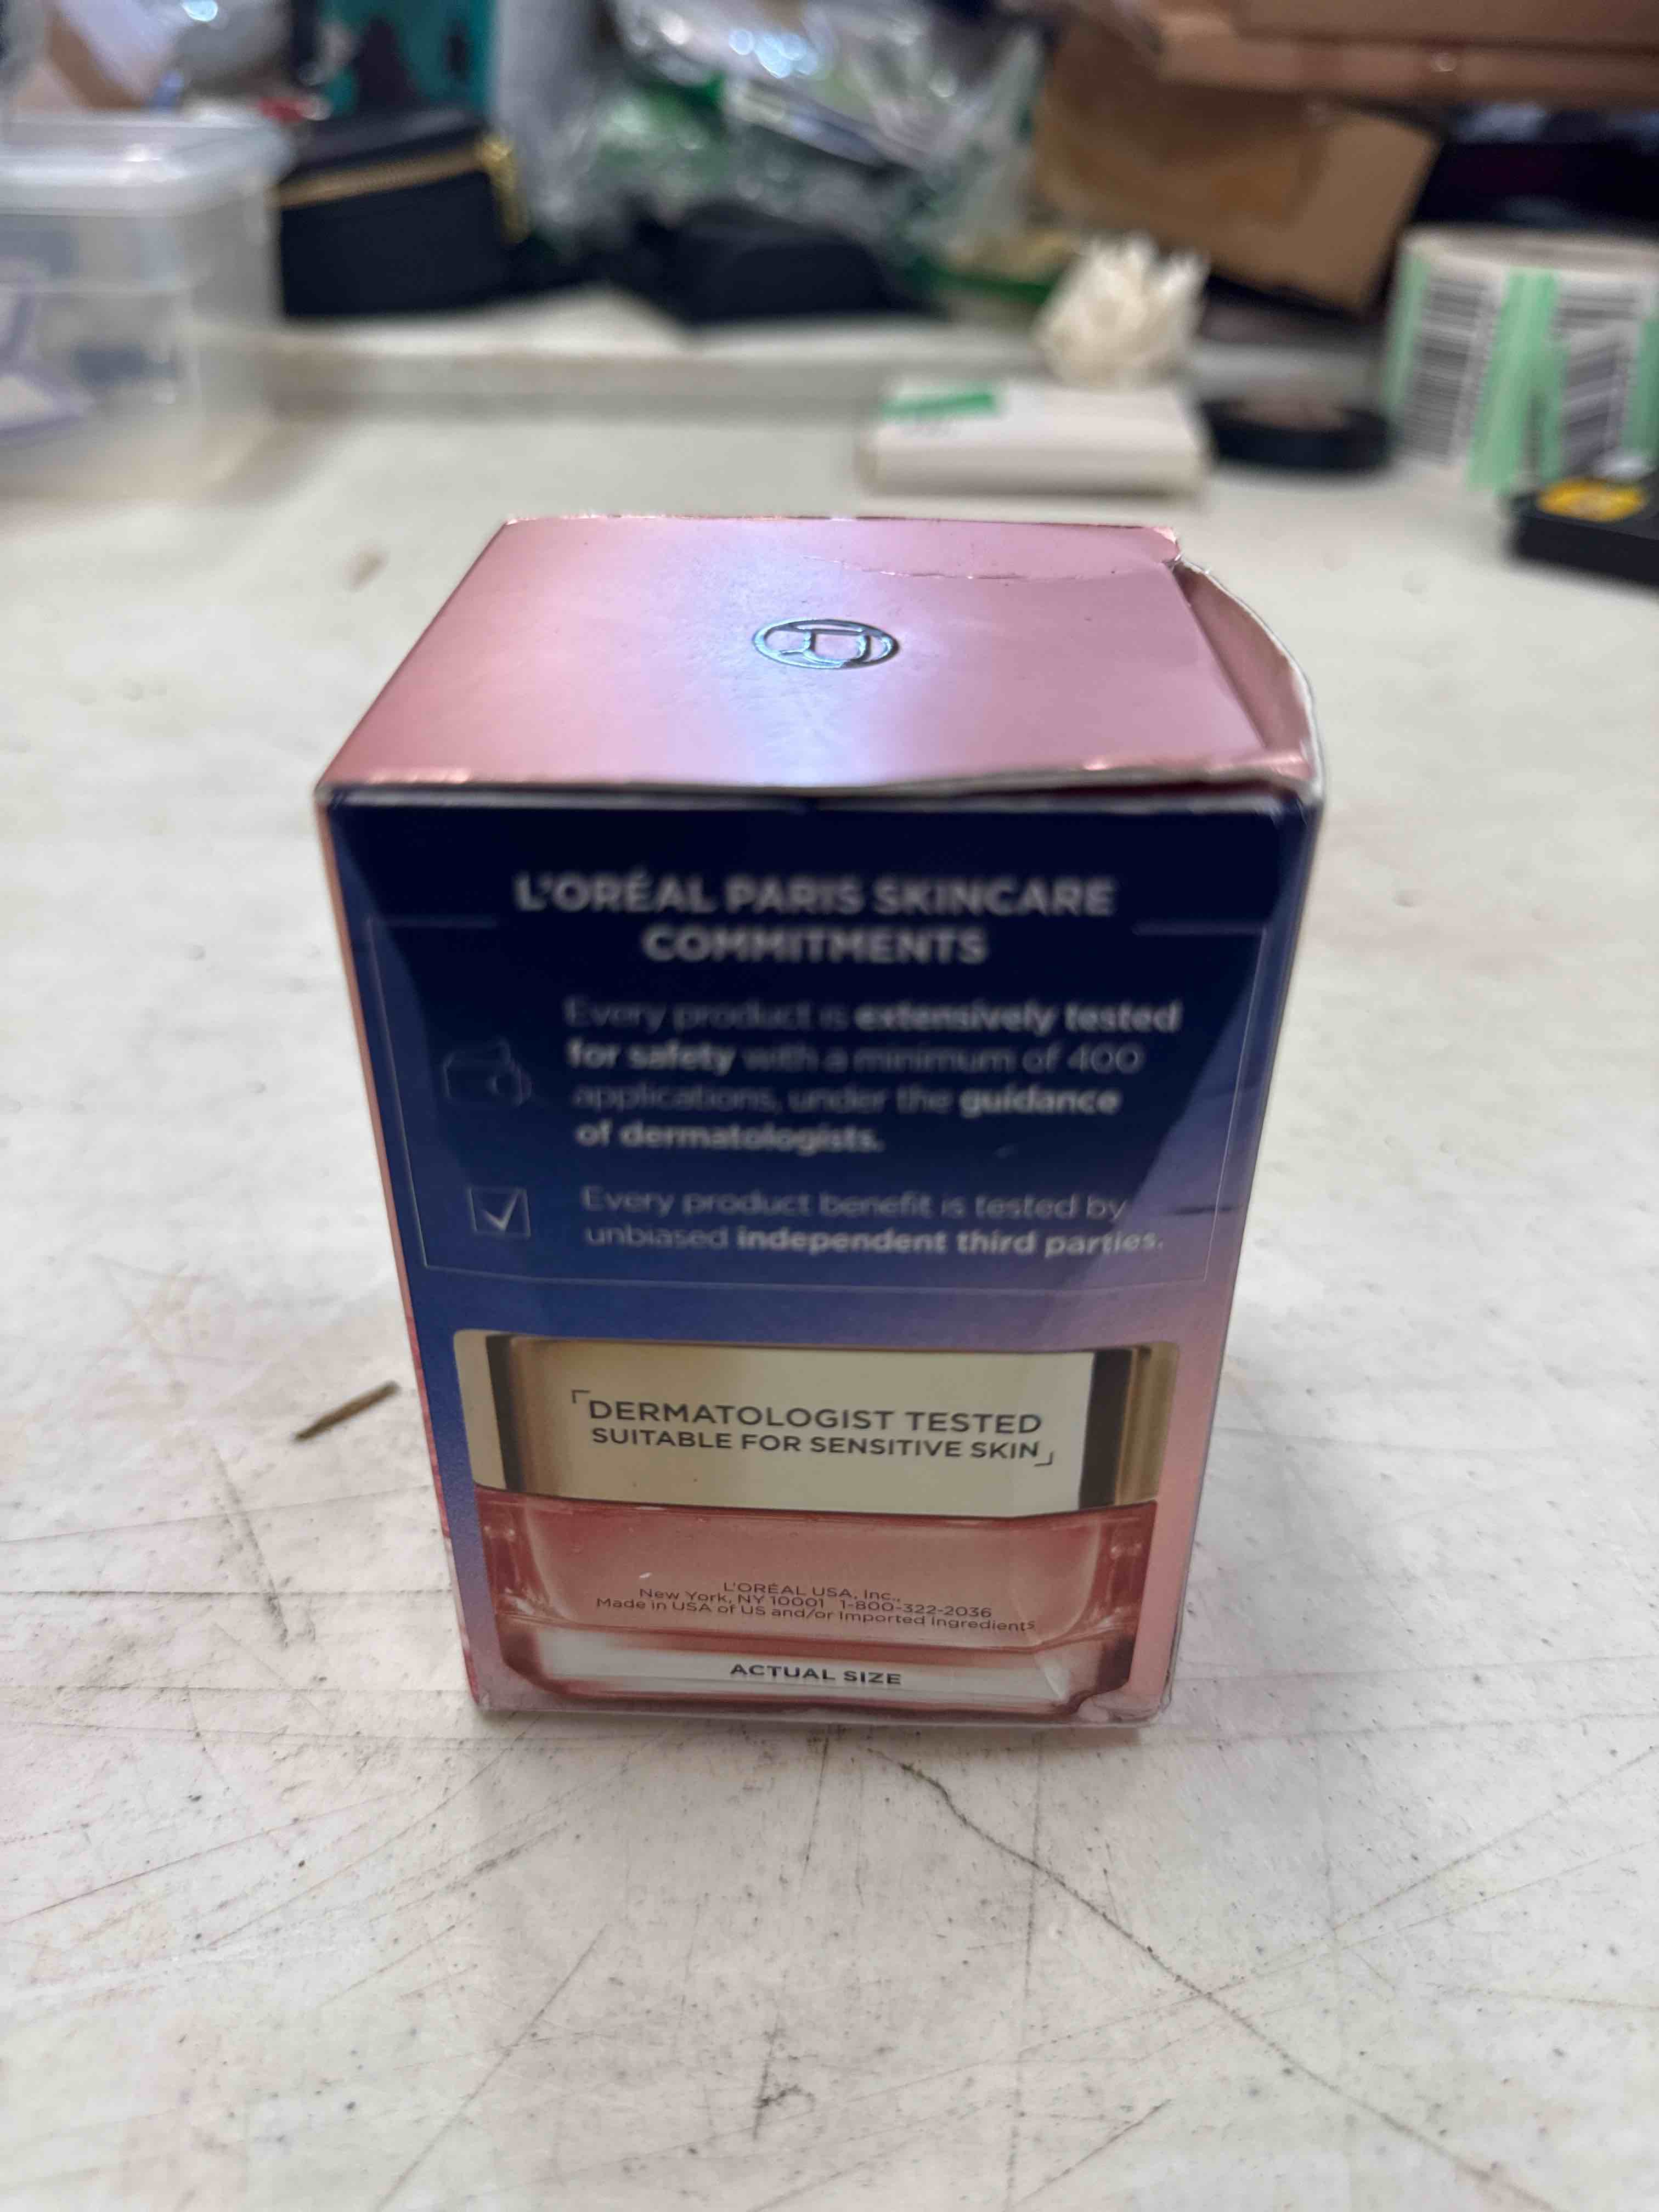 L'ORÉAL PARIS SKINCARE
COMMITMENTS
Every product is extensively tested
for safety with a minimum of 400
applications, under the guidance
of dermatologists.
Every product benefit is tested by
unbiased independent third parties.
DERMATOLOGIST TESTED
SUITABLE FOR SENSITIVE SKIN
L'ORÉAL USA, Inc.,
New York, NY 10001 1-800-322-2036
Made in USA of US and/or Imported Ingredients
ACTUAL SIZE